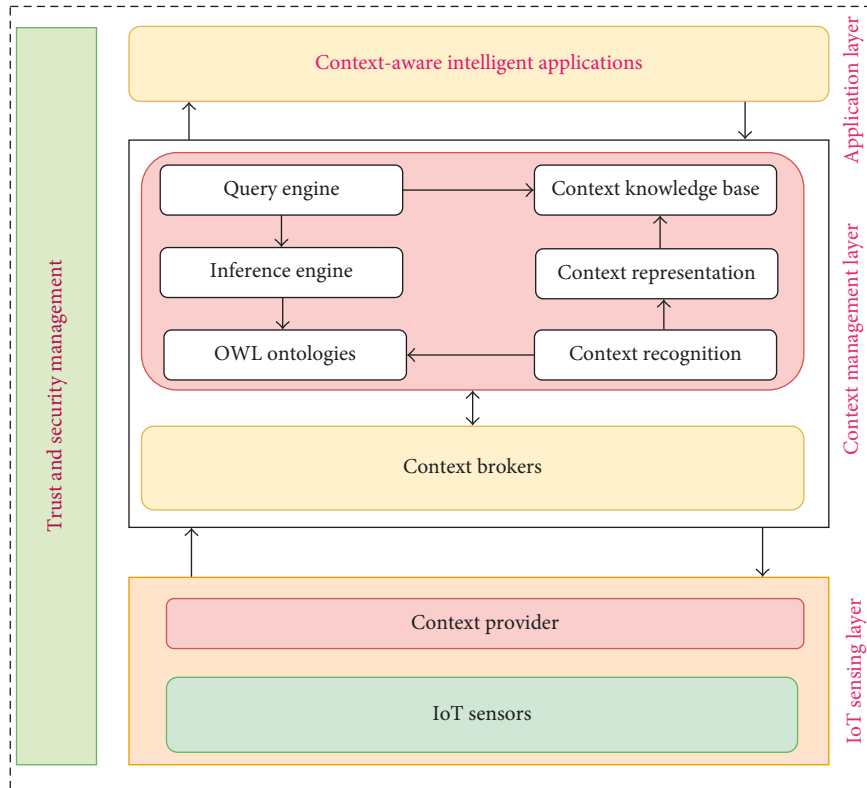 Trust and security management
Context-aware intelligent applications
Application layer
Query engine
Context knowledge base
Inference engine
Context representation
OWL ontologies
Context recognition
Context brokers
Context management layer
Context provider
IoT sensors
IoT sensing layer